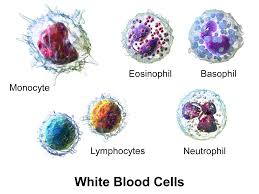 Monocyte
Eosinophil
Basophil
Lymphocytes
Neutrophil
White Blood Cells